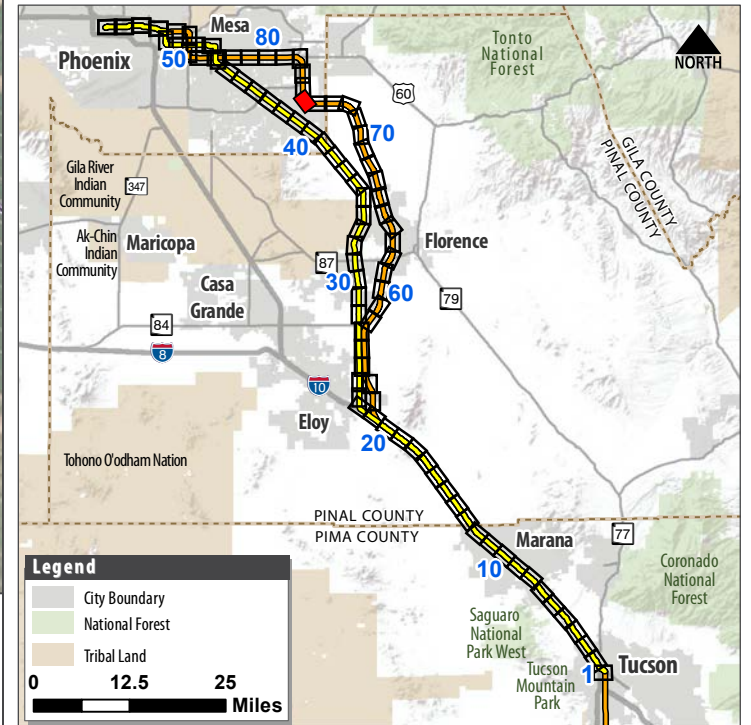 Mesa
80
Tonto
National
Forest
NORTH
Phoenix
50
60
70
40
GILA COUNTY
PINAL COUNTY
Gila River
Indian
Community
347
Ak-Chin
Indian
Community
Maricopa
Florence
87
30
Casa
Grande
60
79
84
8
10
Eloy
20
Tohono O'odham Nation
PINAL COUNTY
PIMA COUNTY
Marana
77
10
Coronado
National
Forest
Saguaro
National
Park West
Tucson
Mountain
Park
1
Tucson
Legend
City Boundary
National Forest
Tribal Land
0 12.5 25
Miles